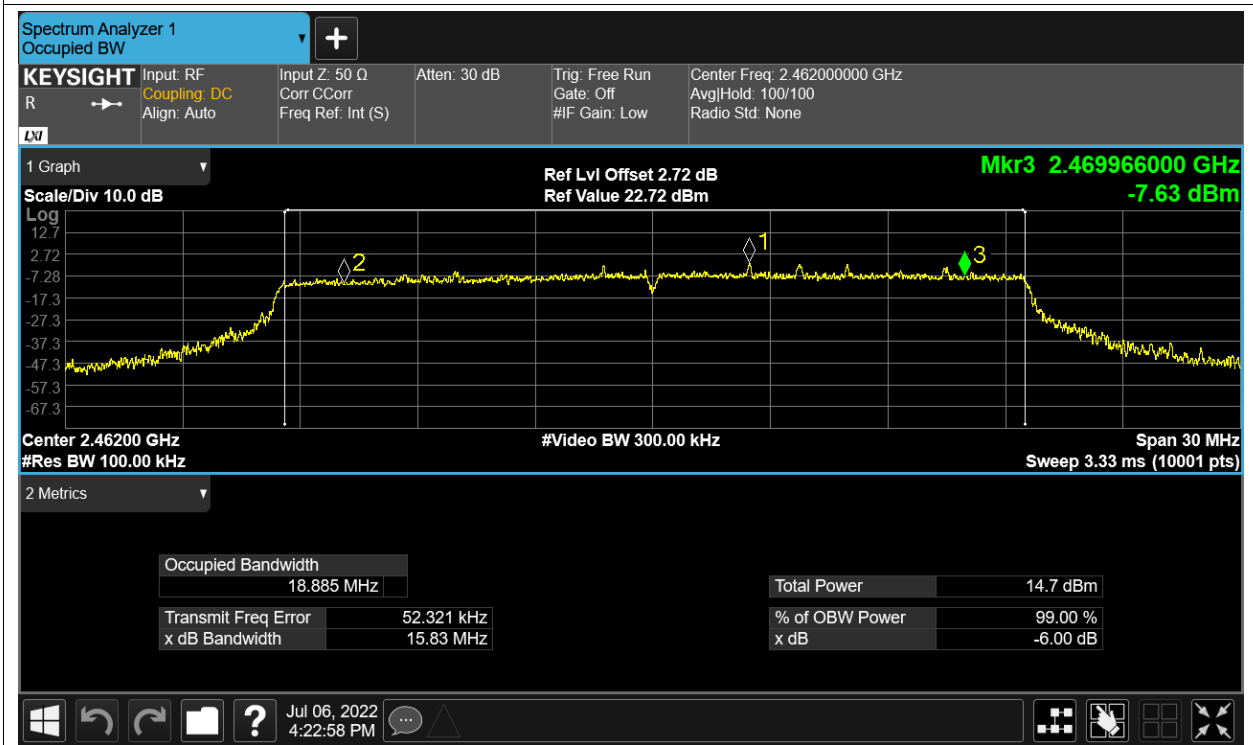 Spectrum Analyzer 1
Occupied BW
KEYSIGHT
R
LXI
Input: RF
Coupling: DC
Align: Auto
Input Z: 50 Ω
Corr CCorr
Freq Ref: Int (S)
Atten: 30 dB
Trig: Free Run
Gate: Off
#IF Gain: Low
Center Freq: 2.462000000 GHz
Avg|Hold: 100/100
Radio Std: None
1 Graph
Scale/Div 10.0 dB
Ref Lvl Offset 2.72 dB
Ref Value 22.72 dBm
Mkr3 2.469966000 GHz
-7.63 dBm
Log
12.7
2.72
-7.28
-17.3
-27.3
-37.3
-47.3
-57.3
-67.3
2
1
3
Center 2.46200 GHz
#Res BW 100.00 kHz
#Video BW 300.00 kHz
Span 30 MHz
Sweep 3.33 ms (10001 pts)
2 Metrics
Occupied Bandwidth
18.885 MHz
Transmit Freq Error 52.321 kHz
x dB Bandwidth 15.83 MHz
Total Power 14.7 dBm
% of OBW Power 99.00 %
x dB -6.00 dB
?
Jul 06, 2022
4:22:58 PM